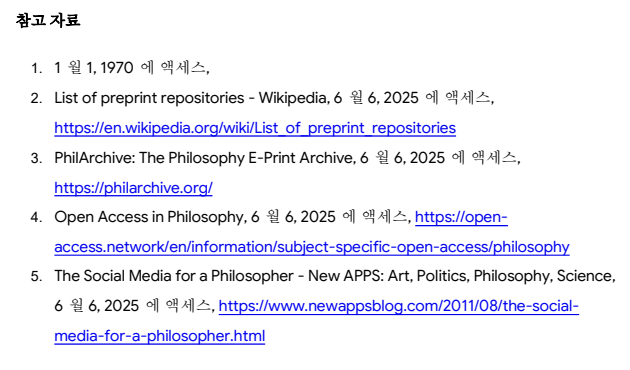 참고 자료
1. 1 월 1, 1970 에 액세스,
2. List of preprint repositories - Wikipedia, 6 월 6, 2025 에 액세스,
https://en.wikipedia.org/wiki/List_of_preprint_repositories
3. PhilArchive: The Philosophy E-Print Archive, 6 월 6, 2025 에 액세스,
https://philarchive.org/
4. Open Access in Philosophy, 6 월 6, 2025 에 액세스, https://open-
access.network/en/information/subject-specific-open-access/philosophy
5. The Social Media for a Philosopher - New APPS: Art, Politics, Philosophy, Science,
6 월 6, 2025 에 액세스, https://www.newappsblog.com/2011/08/the-social-
media-for-a-philosopher.html